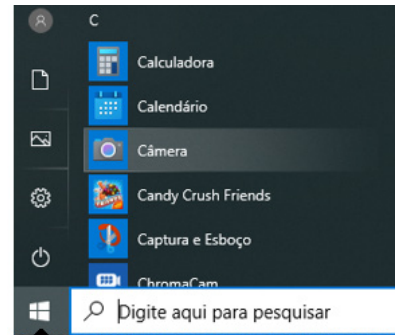 C
Calculadora
Calendário
Câmera
Candy Crush Friends
Captura e Esboço
ChromaCam
Digite aqui para pesquisar